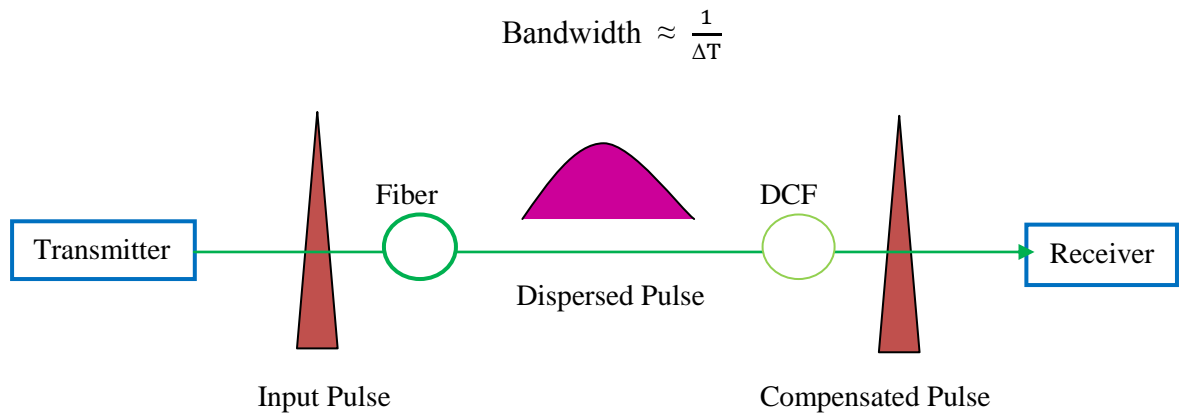 Bandwidth ≈ 1/ΔT
Fiber
DCF
Transmitter
Receiver
Dispersed Pulse
Input Pulse
Compensated Pulse